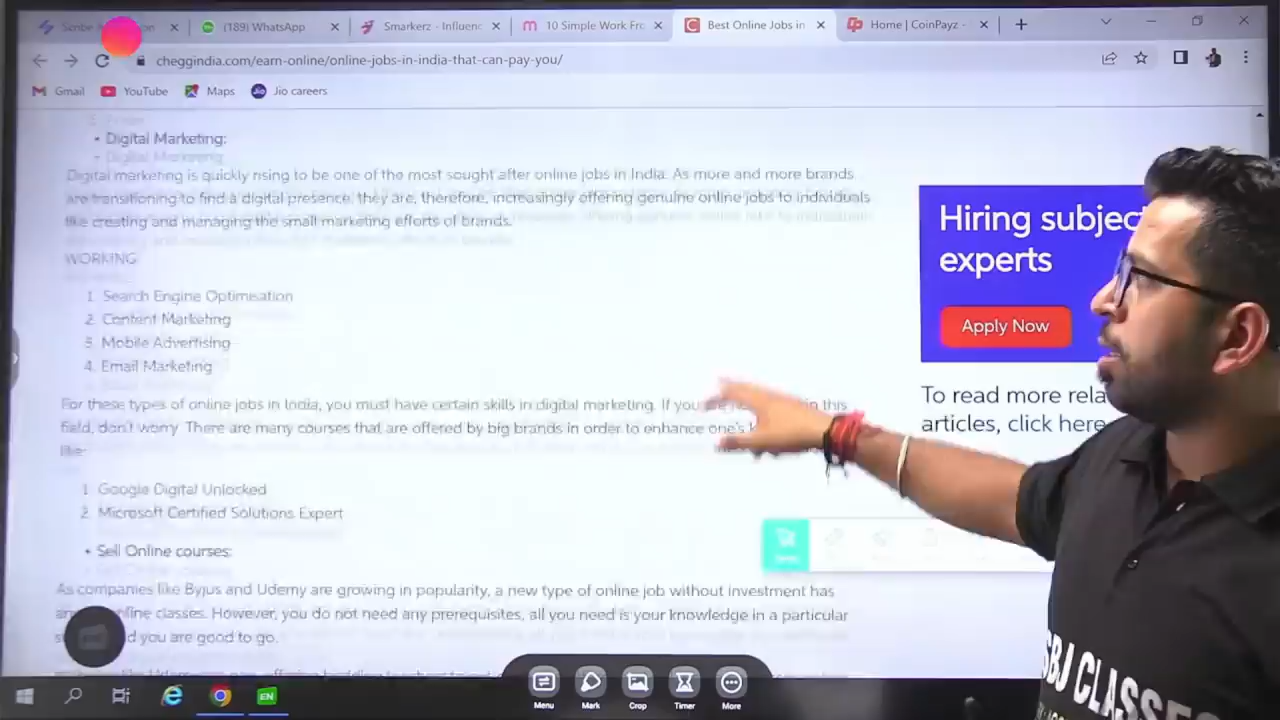 (189) WhatsApp
Smarkerz - Influenc
10 Simple Work Fro
Best Online Jobs in
Home | CoinPayz -
cheggindia.com/earn-online/online-jobs-in-india-that-can-pay-you/
Gmail
YouTube
Maps
Jio careers
• Digital Marketing:
Digital marketing is quickly rising to be one of the most sought after online jobs in India. As more and more brands
are transitioning to find a digital presence, they are, therefore, increasingly offering genuine online jobs to individuals
like creating and managing the small marketing efforts of brands.
WORKING
1. Search Engine Optimisation
2. Content Marketing
3. Mobile Advertising
4. Email Marketing
For these types of online jobs in India, you must have certain skills in digital marketing. If you in this
field, don't worry. There are many courses that are offered by big brands in order to enhance one's
like-
1. Google Digital Unlocked
2. Microsoft Certified Solutions Expert
• Sell Online courses:
As companies like Byjus and Udemy are growing in popularity, a new type of online job without investment has
classes. However, you do not need any prerequisites, all you need is your knowledge in a particular
you are good to go.
Hiring subject
experts
Apply Now
To read more rela
articles, click here
SBJ CLASSES
EN
Menu
Mark
Crop
Timer
More